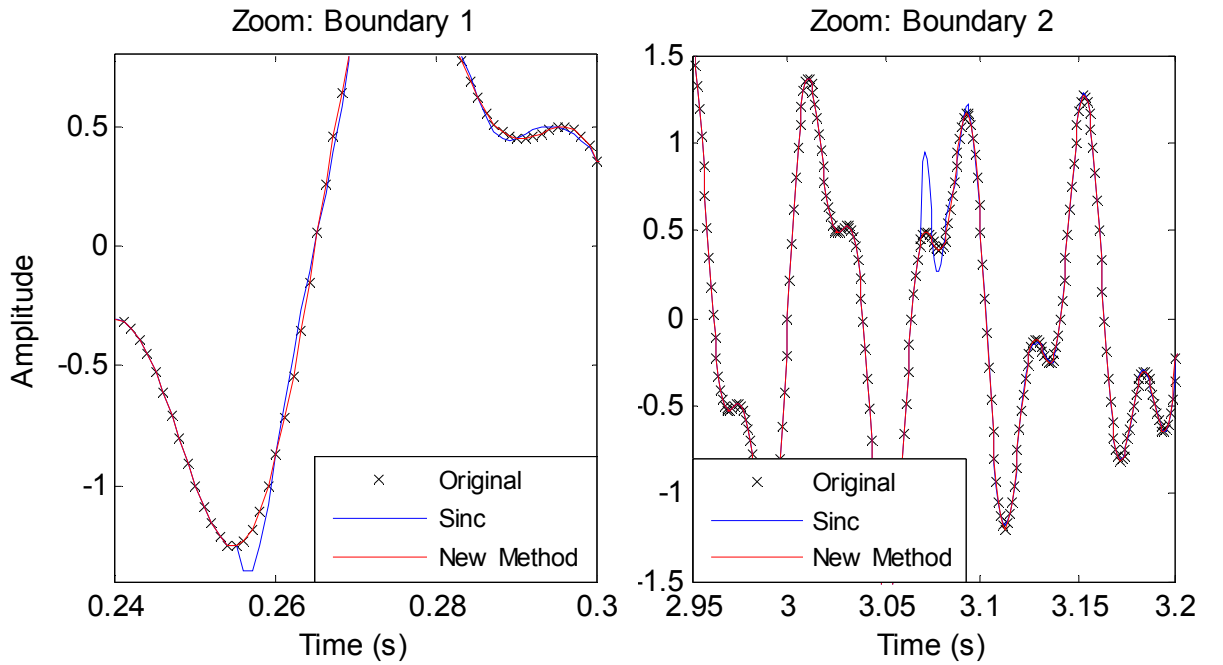 Zoom: Boundary 1
0.5
0
-0.5
-1
Amplitude
Original
Sinc
New Method
0.24
0.26
0.28
0.3
Time (s)
Zoom: Boundary 2
1.5
1
0.5
0
-0.5
-1
-1.5
Original
Sinc
New Method
2.95
3
3.05
3.1
3.15
3.2
Time (s)